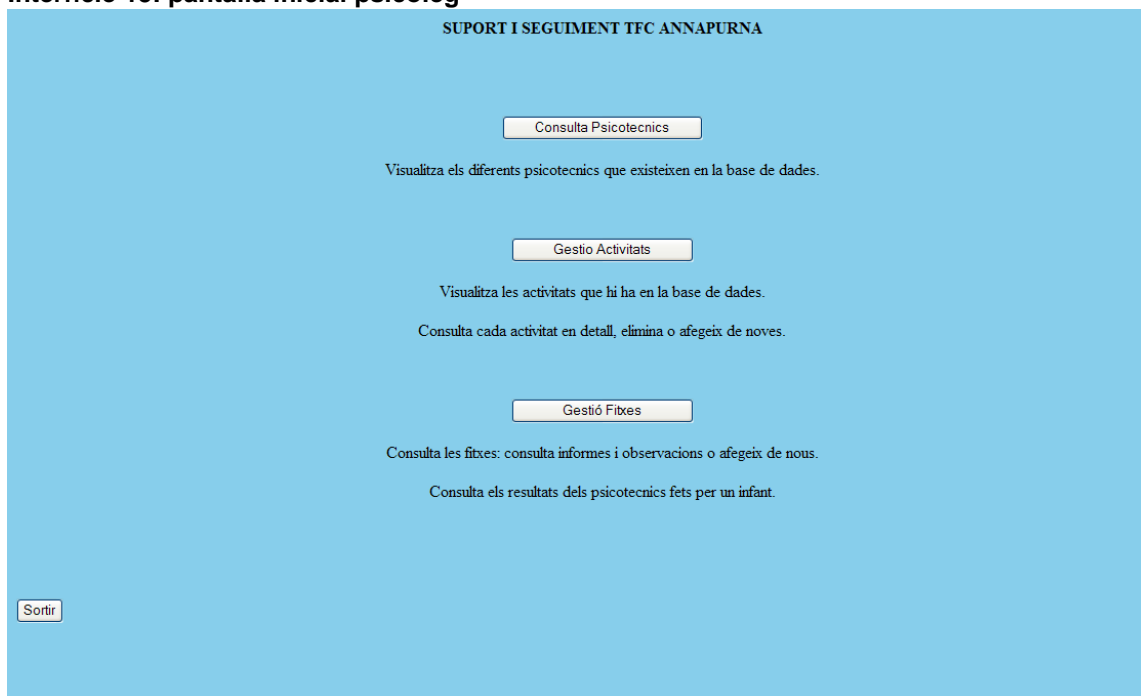 SUPORT I SEGUIMENT TFC ANNAPURNA
Consulta Psicotecnics
Visualitza els diferents psicotecnics que existeixen en la base de dades.
Gestio Activitats
Visualitza les activitats que hi ha en la base de dades.
Consulta cada activitat en detall, elimina o afegeix de noves.
Gestió Fitxes
Consulta les fitxes: consulta informes i observacions o afegeix de nous.
Consulta els resultats dels psicotecnics fets per un infant.
Sortir